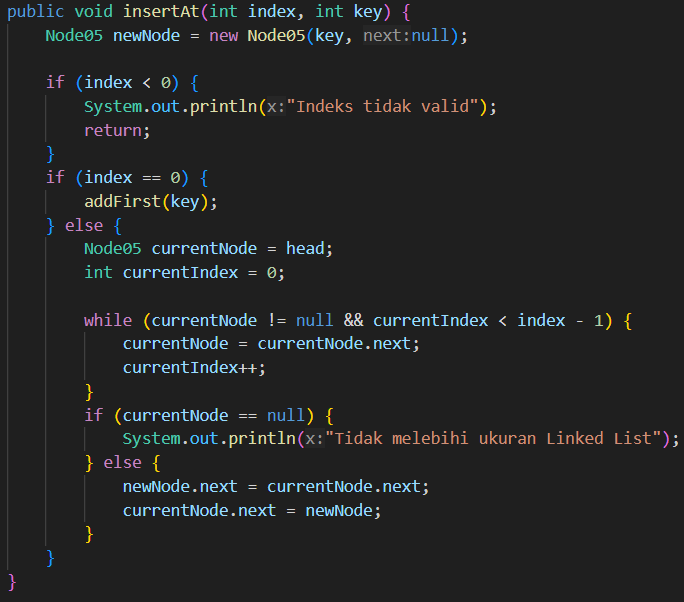 public void insertAt(int index, int key) {
    Node05 newNode = new Node05(key, next:null);

    if (index < 0) {
        System.out.println(x:"Indeks tidak valid");
        return;
    }
    if (index == 0) {
        addFirst(key);
    } else {
        Node05 currentNode = head;
        int currentIndex = 0;

        while (currentNode != null && currentIndex < index - 1) {
            currentNode = currentNode.next;
            currentIndex++;
        }
        if (currentNode == null) {
            System.out.println(x:"Tidak melebihi ukuran Linked List");
        } else {
            newNode.next = currentNode.next;
            currentNode.next = newNode;
        }
    }
}